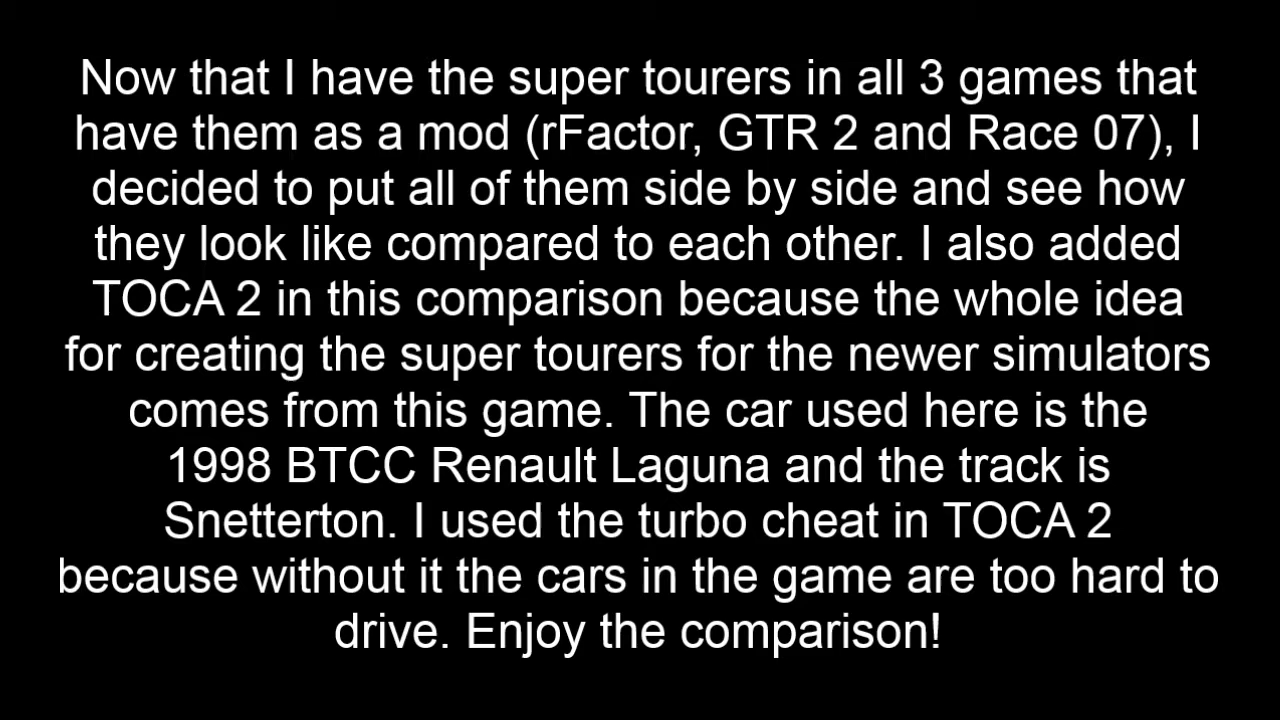 Now that I have the super tourers in all 3 games that
have them as a mod (rFactor, GTR 2 and Race 07), I
decided to put all of them side by side and see how
they look like compared to each other. I also added
TOCA 2 in this comparison because the whole idea
for creating the super tourers for the newer simulators
comes from this game. The car used here is the
1998 BTCC Renault Laguna and the track is
Snetterton. I used the turbo cheat in TOCA 2
because without it the cars in the game are too hard to
drive. Enjoy the comparison!